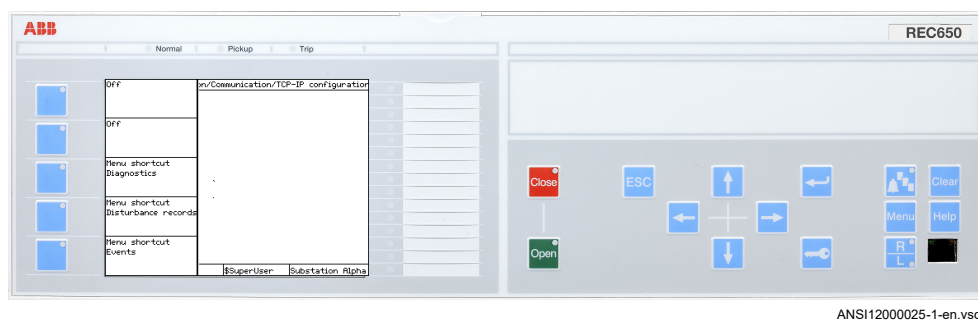 ABB
REC650
Normal Pickup Trip
Off
on/Communication/TCP-IP configuration
Off
Menu shortcut
Diagnostics
Menu shortcut
Disturbance records
Menu shortcut
Events
$SuperUser Substation Alpha
Close
ESC
Clear
Menu
Help
Open
R
L
ANSI12000025-1-en.vsd